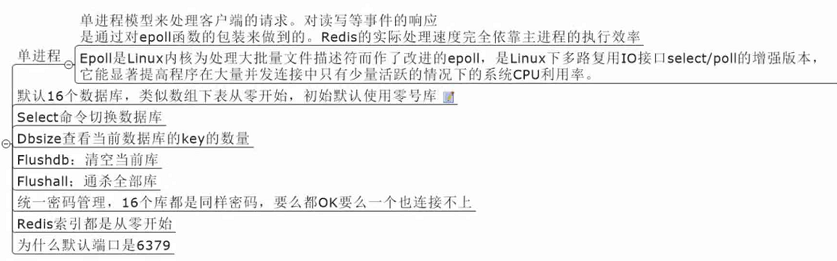 单进程模型来处理客户端的请求。对读写等事件的响应
是通过对epoll函数的包装来做到的。Redis的实际处理速度完全依靠主进程的执行效率
单进程
Epoll是Linux内核为处理大批量文件描述符而作了改进的epoll，是Linux下多路复用IO接口select/poll的增强版本，
它能显著提高程序在大量并发连接中只有少量活跃的情况下的系统CPU利用率。
默认16个数据库，类似数组下表从零开始，初始默认使用零号库
Select命令切换数据库
Dbsize查看当前数据库的key的数量
Flushdb：清空当前库
Flushall：通杀全部库
统一密码管理，16个库都是同样密码，要么都OK要么一个也连接不上
Redis索引都是从零开始
为什么默认端口是6379